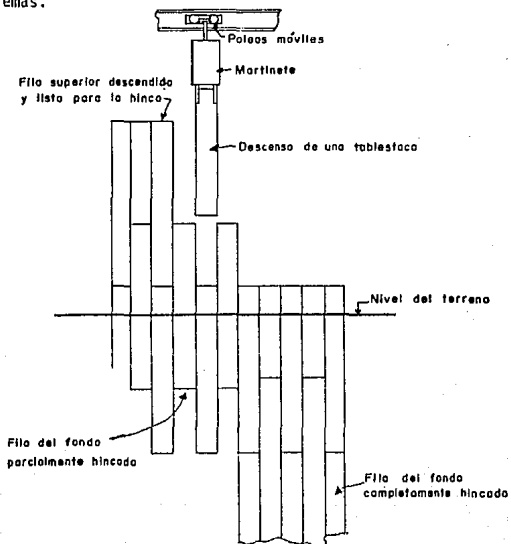 emas.
Poleas móviles
Martinete
Fila superior descendida
y lista para la hinca
Descenso de una tablestaca
Nivel del terreno
Fila del fondo
parcialmente hincada
Fila del fondo
completamente hincada